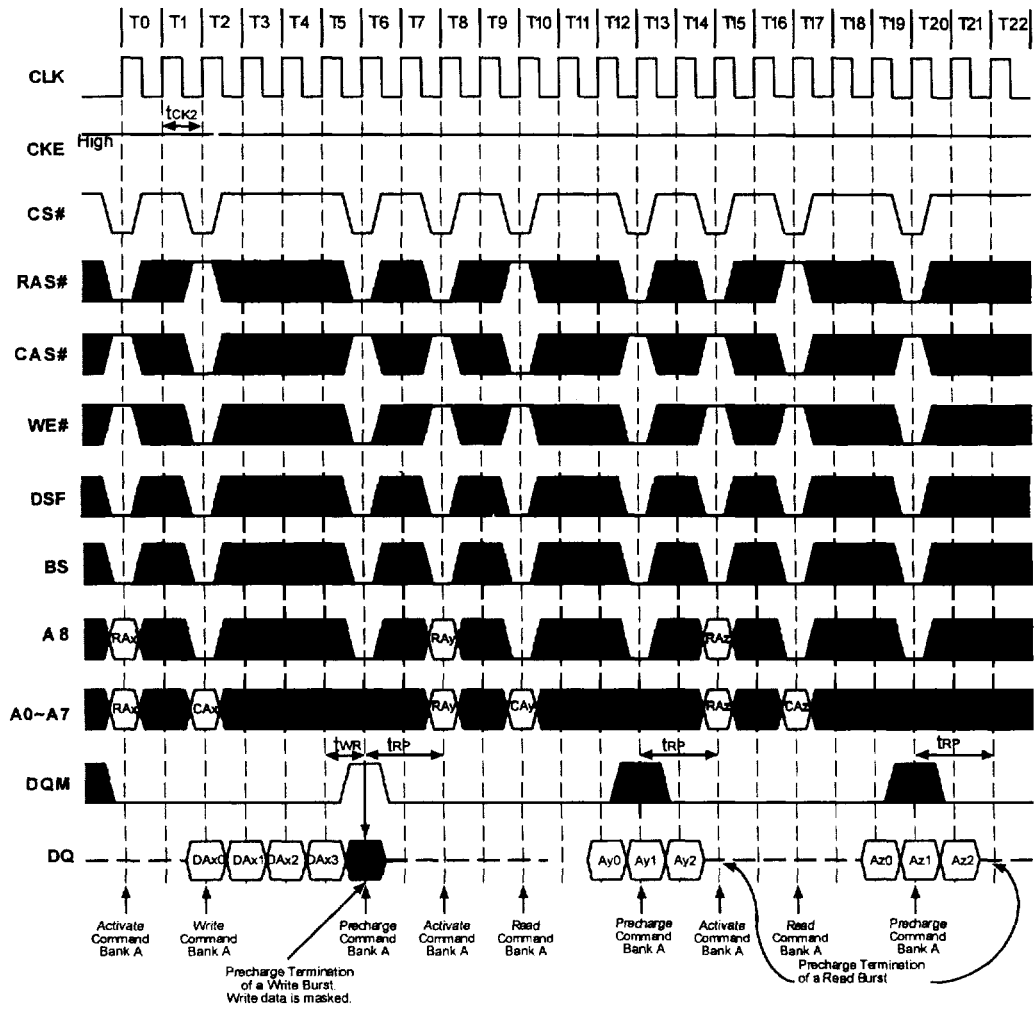 T0 T1 T2 T3 T4 T5 T6 T7 T8 T9 T10 T11 T12 T13 T14 T15 T16 T17 T18 T19 T20 T21 T22
CLK
tCK2
High
CKE
CS#
RAS#
CAS#
WE#
DSF
BS
A8
RAx RAy RAz
A0~A7
RAx CAx RAy CAy RAz CAz
tWR tRP tRP tRP
DQM
DQ
DAx0 DAx1 DAx2 DAx3 Ay0 Ay1 Ay2 Az0 Az1 Az2
Activate Command Bank A
Write Command Bank A
Precharge Command Bank A
Activate Command Bank A
Read Command Bank A
Precharge Command Bank A
Activate Command Bank A
Read Command Bank A
Precharge Command Bank A
Precharge Termination
of a Write Burst.
Write data is masked.
Precharge Termination
of a Read Burst